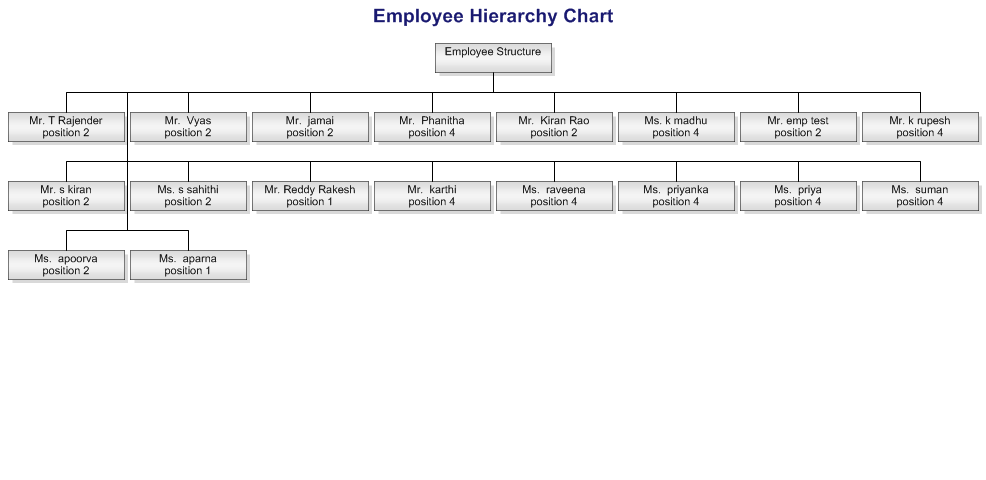 Employee Hierarchy Chart
Employee Structure
Mr. T Rajender
position 2
Mr. Vyas
position 2
Mr. jamai
position 2
Mr. Phanitha
position 4
Mr. Kiran Rao
position 2
Ms. k madhu
position 4
Mr. emp test
position 2
Mr. k rupesh
position 4
Mr. s kiran
position 2
Ms. s sahithi
position 2
Mr. Reddy Rakesh
position 1
Mr. karthi
position 4
Ms. raveena
position 4
Ms. priyanka
position 4
Ms. priya
position 4
Ms. suman
position 4
Ms. apoorva
position 2
Ms. aparna
position 1